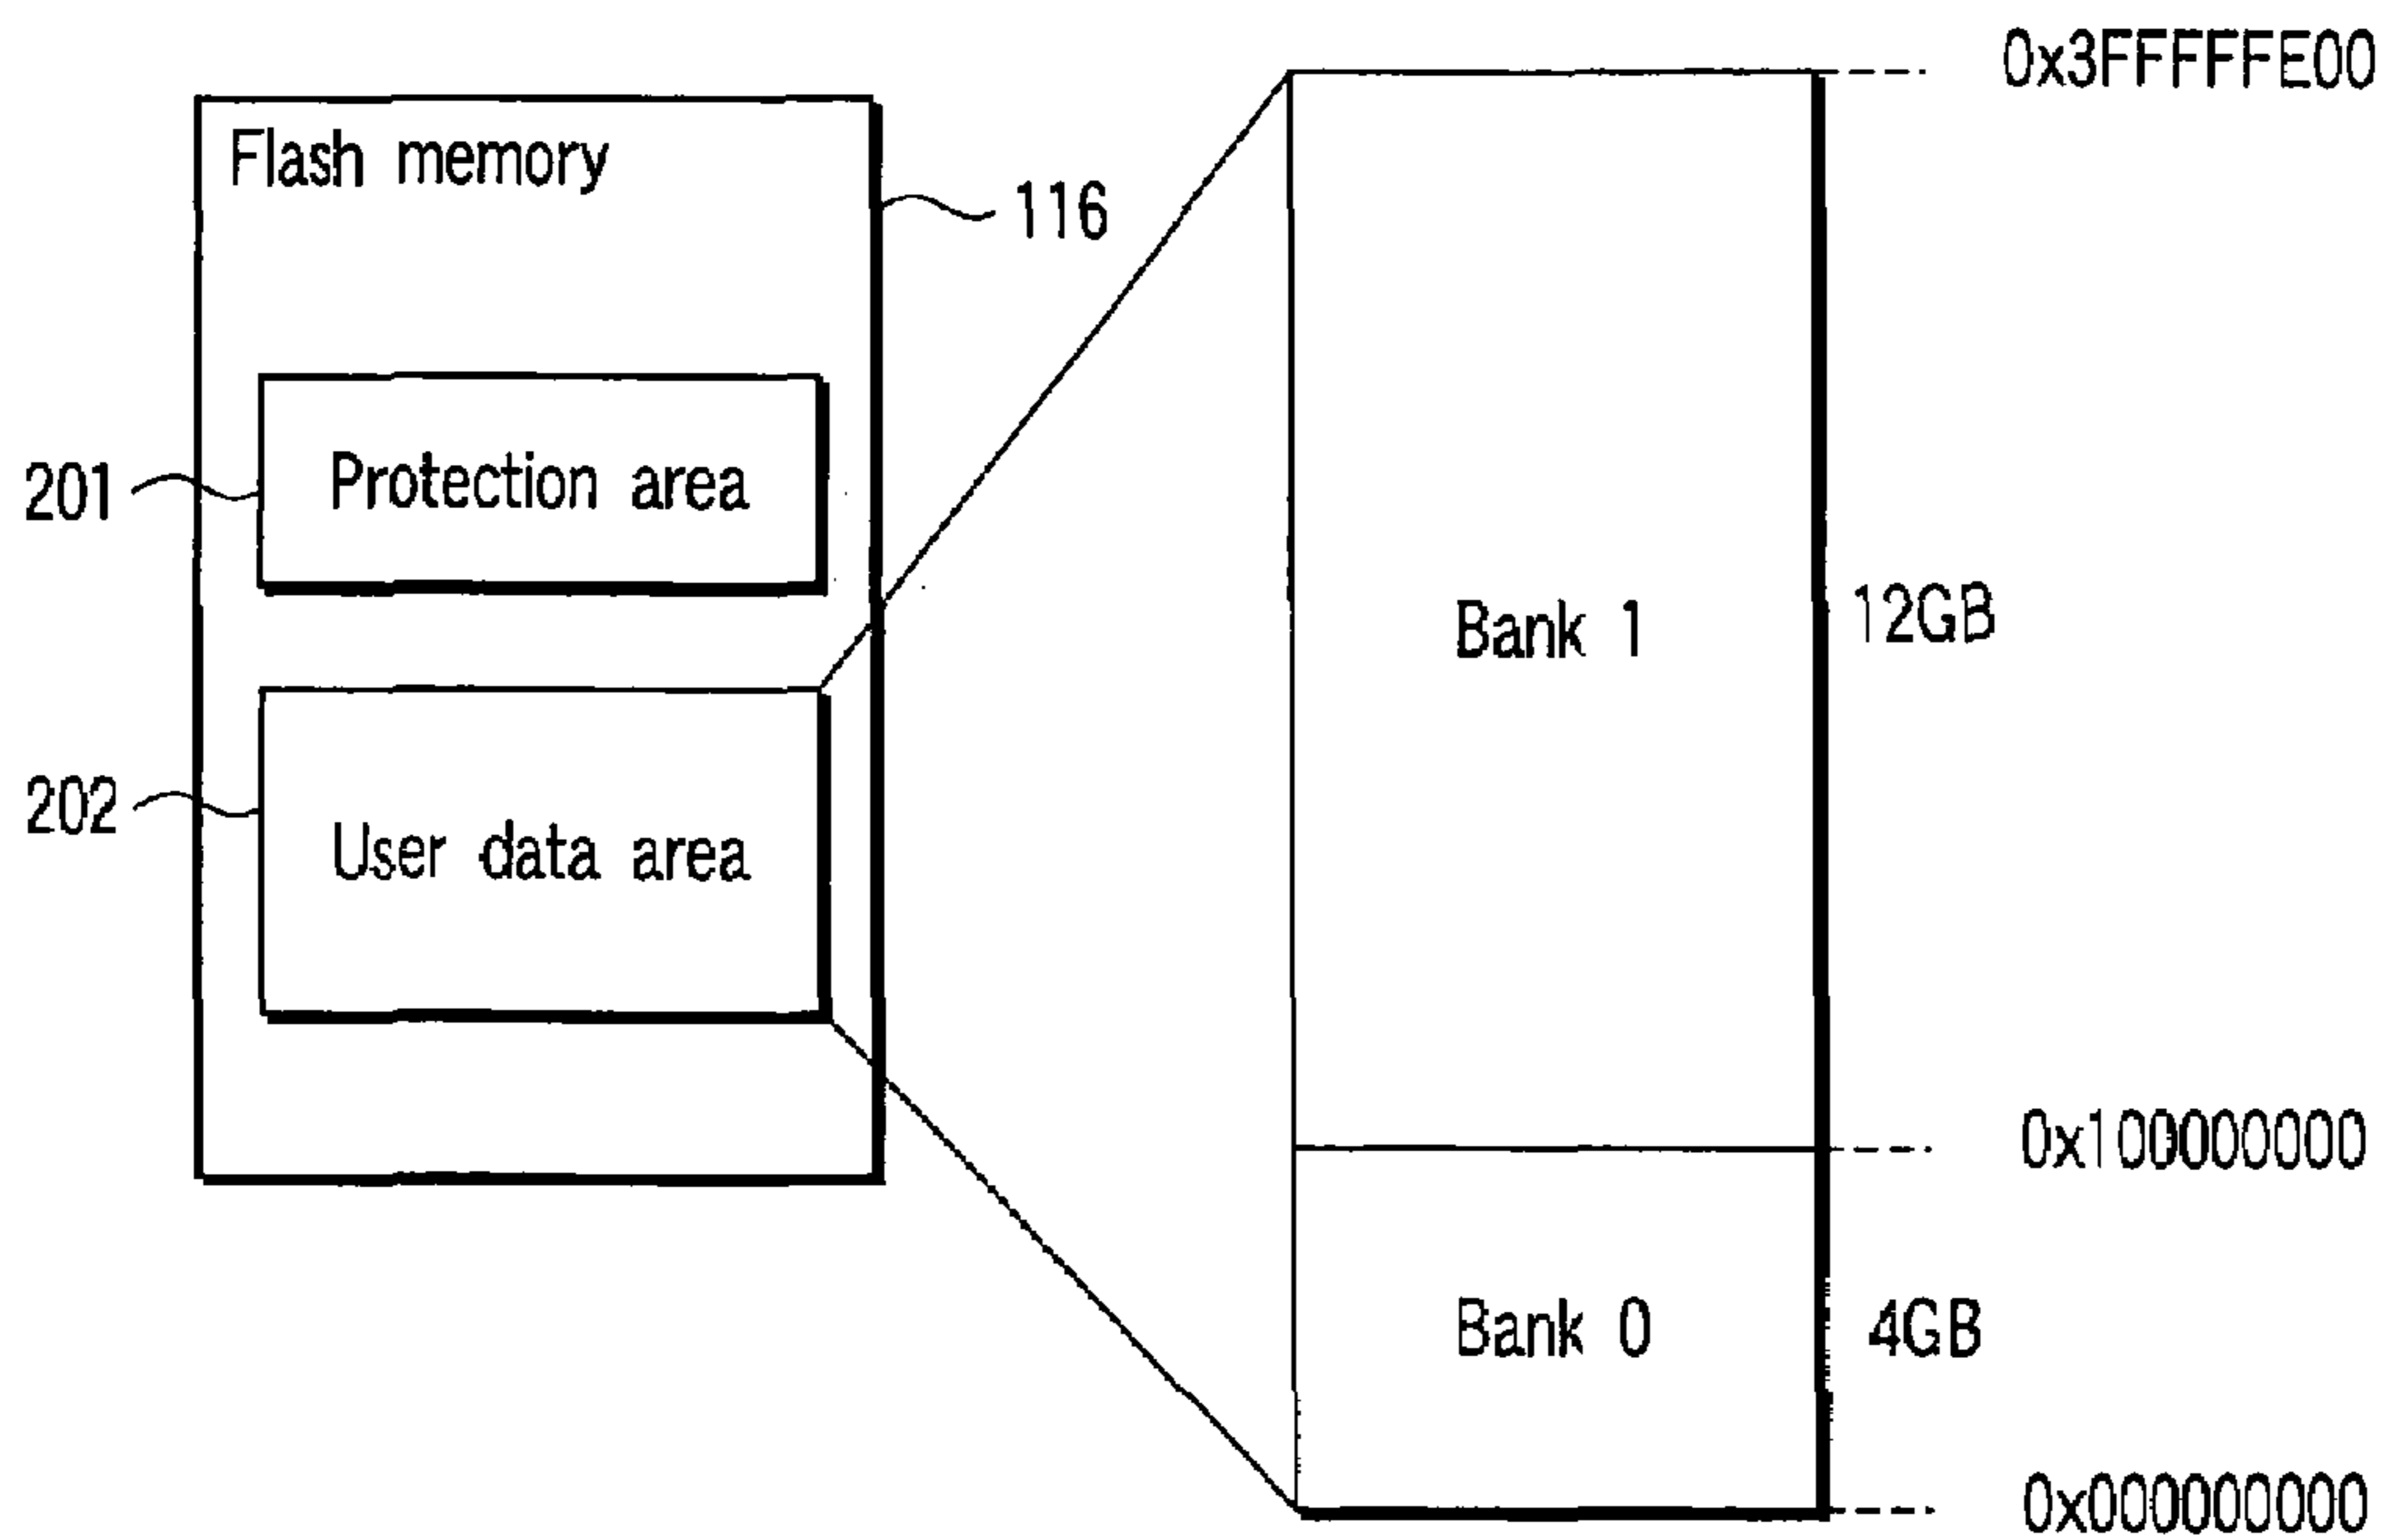 0x3FFFFFE00
Flash memory
116
Protection area
201
12GB
Bank 1
202
User data area
0x100000000
Bank 0
4GB
0x000000000